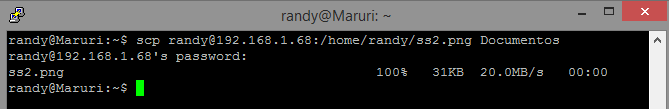 randy@Maruri: ~
randy@Maruri:~$ scp randy@192.168.1.68:/home/randy/ss2.png Documentos
randy@192.168.1.68's password:
ss2.png 100% 31KB 20.0MB/s 00:00
randy@Maruri:~$